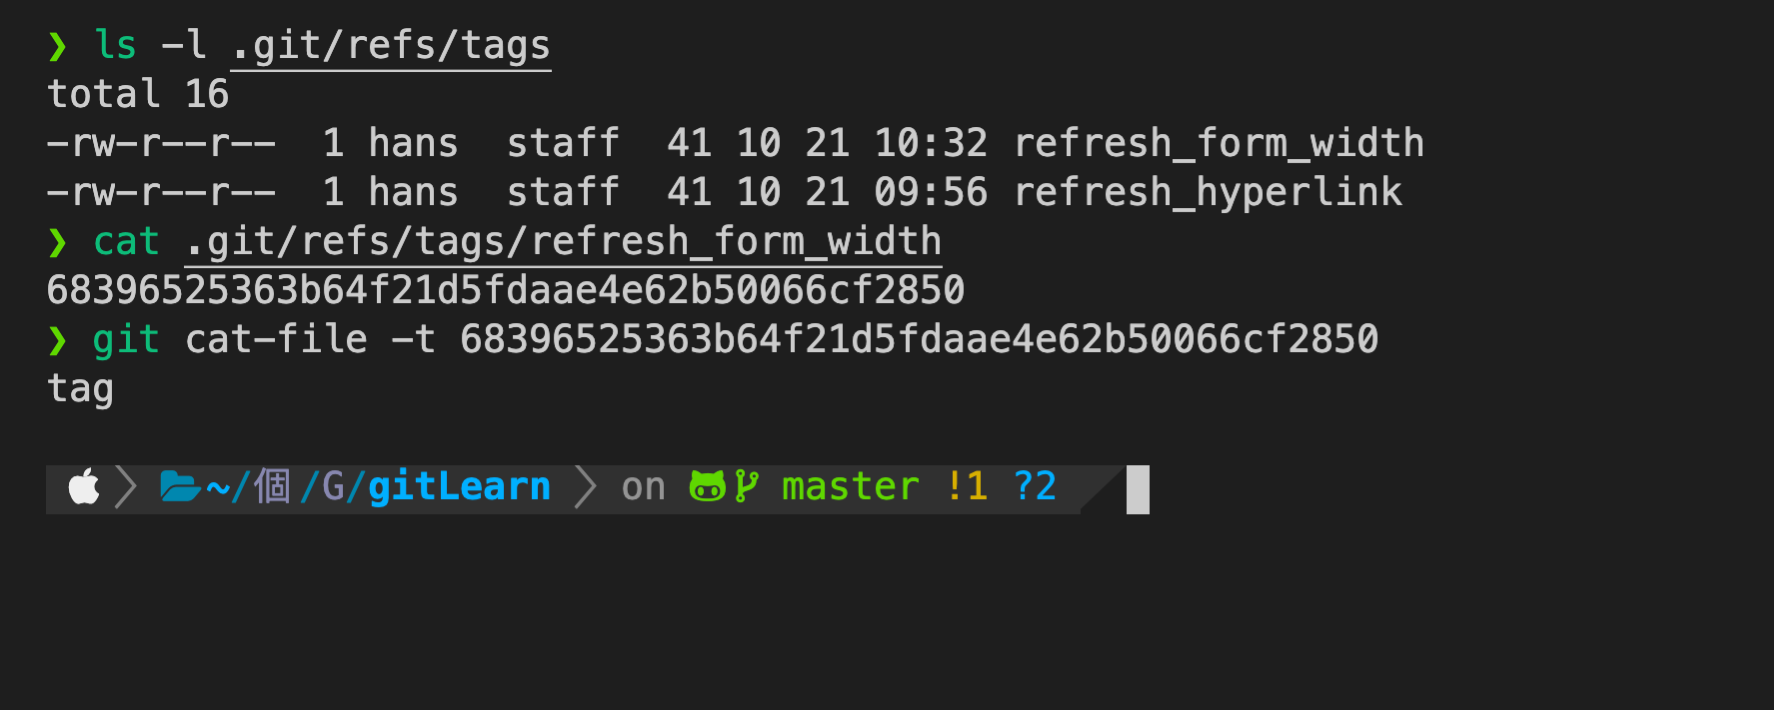 ❯ ls -l .git/refs/tags
total 16
-rw-r--r--  1 hans  staff  41 10 21 10:32 refresh_form_width
-rw-r--r--  1 hans  staff  41 10 21 09:56 refresh_hyperlink
❯ cat .git/refs/tags/refresh_form_width
68396525363b64f21d5fdaae4e62b50066cf2850
❯ git cat-file -t 68396525363b64f21d5fdaae4e62b50066cf2850
tag
~/個/G/gitLearn on master !1 ?2